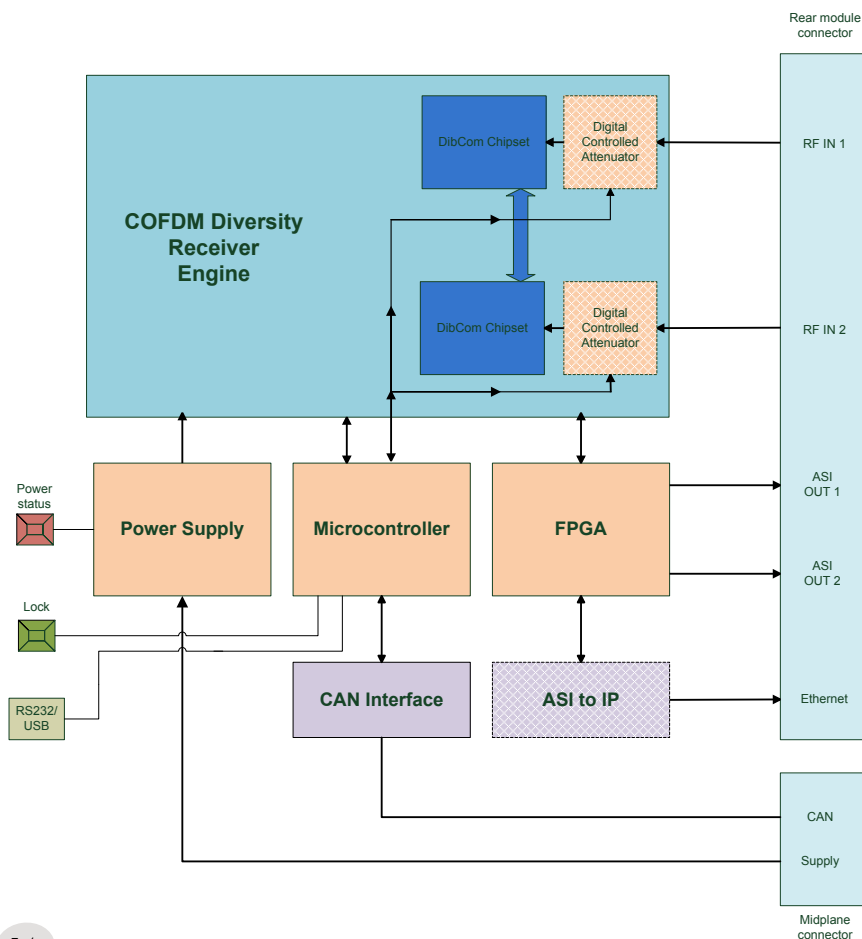 Rear module
connector
DibCom Chipset
Digital
Controlled
Attenuator
RF IN 1
COFDM Diversity
Receiver
Engine
DibCom Chipset
Digital
Controlled
Attenuator
RF IN 2
Power
status
Power Supply
Microcontroller
FPGA
ASI
OUT 1
ASI
OUT 2
Lock
RS232/
USB
CAN Interface
ASI to IP
Ethernet
CAN
Supply
Midplane
connector